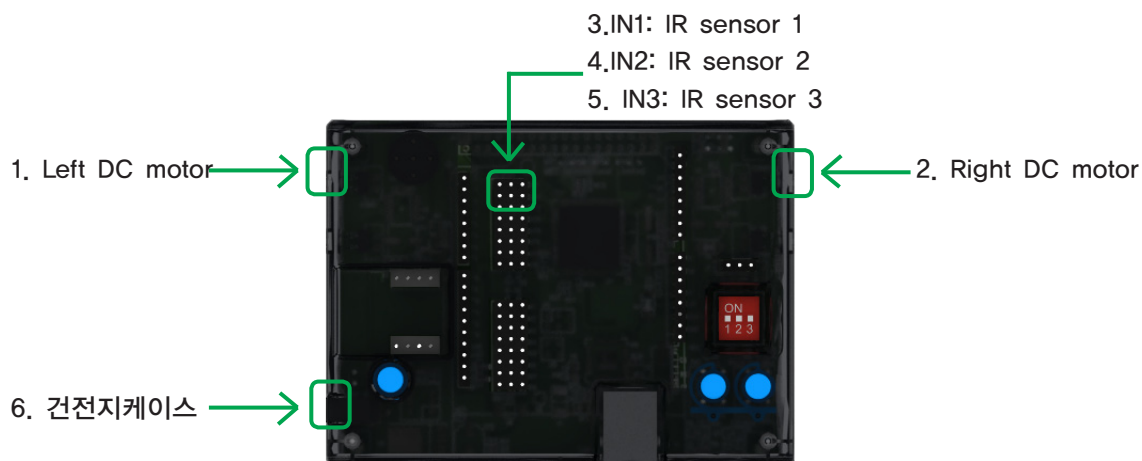 3.IN1: IR sensor 1
4.IN2: IR sensor 2
5. IN3: IR sensor 3
1. Left DC motor
2. Right DC motor
ON
1 2 3
6. 건전지케이스